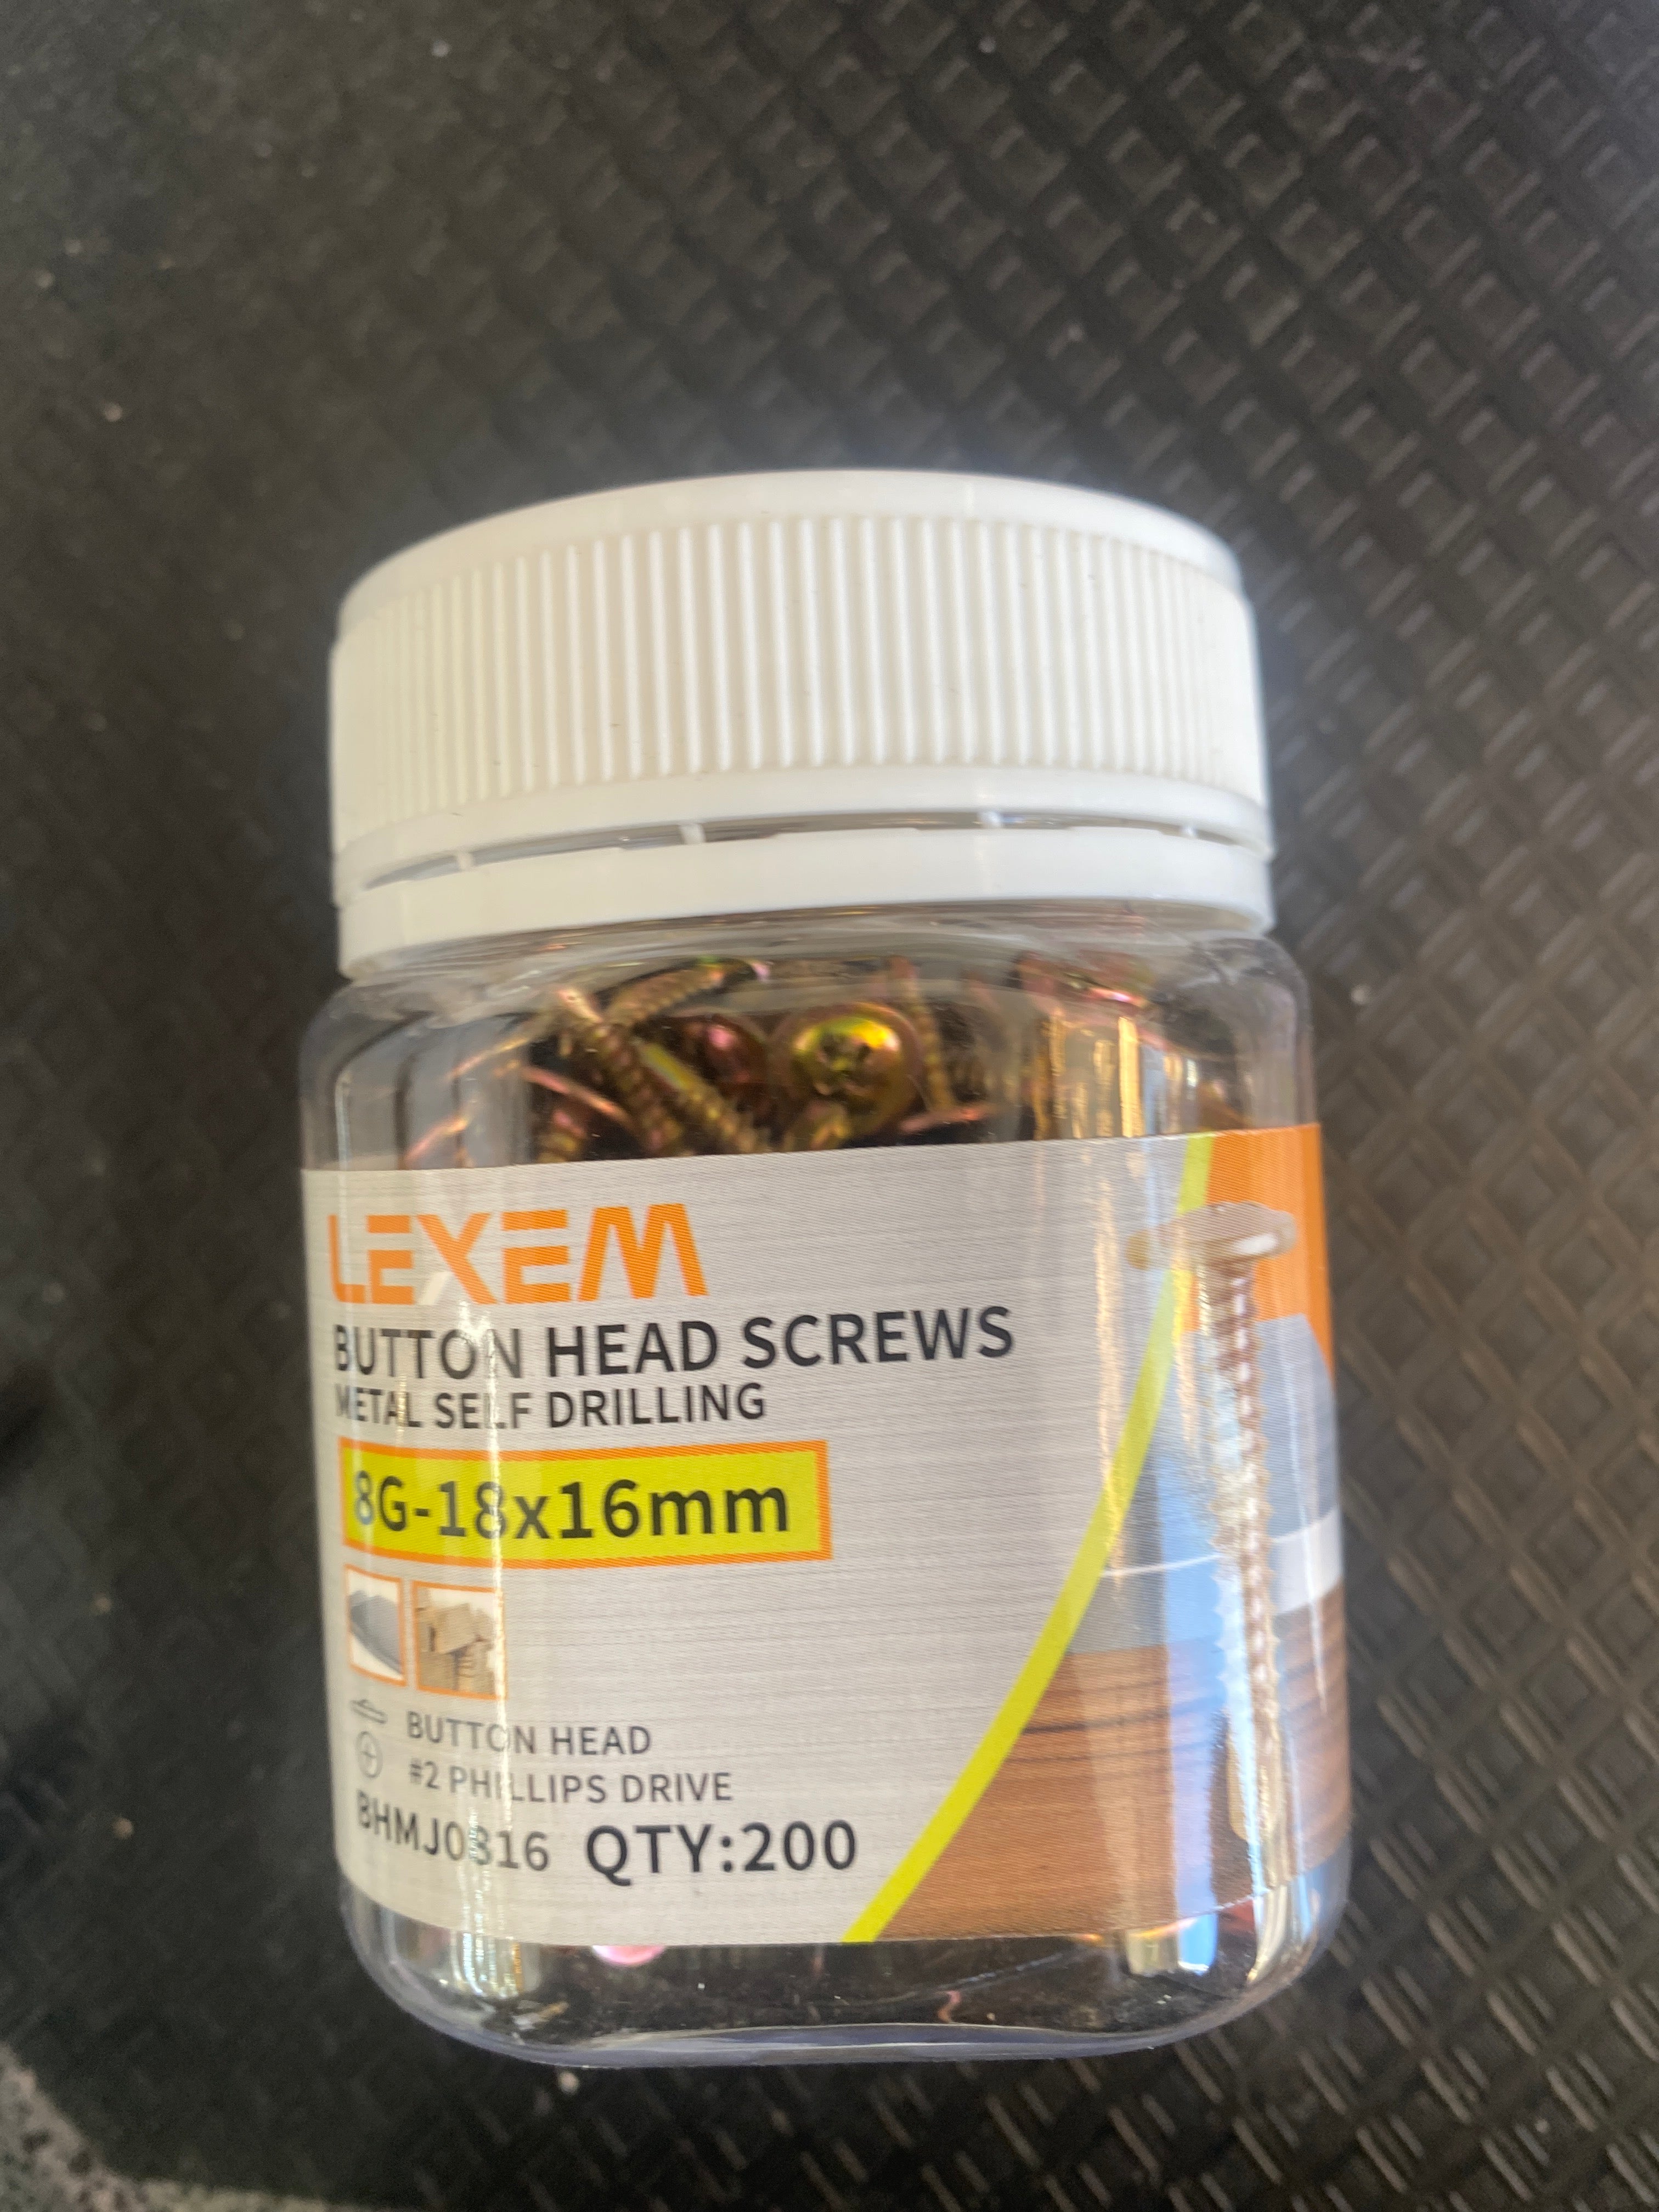 LEXEM
BUTTON HEAD SCREWS
METAL SELF DRILLING
8G-18x16mm
BUTTON HEAD
#2 PHILLIPS DRIVE
BHMJ0816 QTY:200